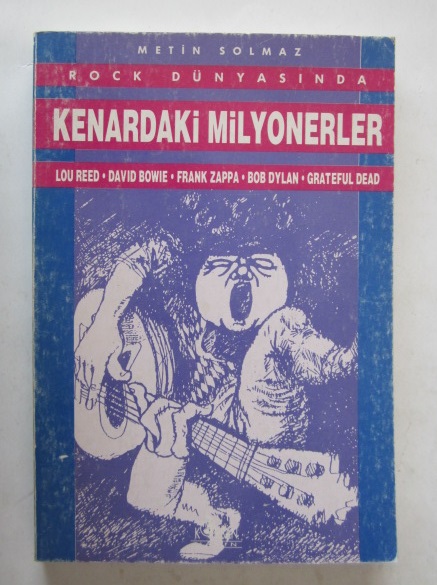 METİN SOLMAZ
ROCK DÜNYASINDA
KENARDAKİ MİLYONERLER
LOU REED • DAVID BOWIE • FRANK ZAPPA • BOB DYLAN • GRATEFUL DEAD